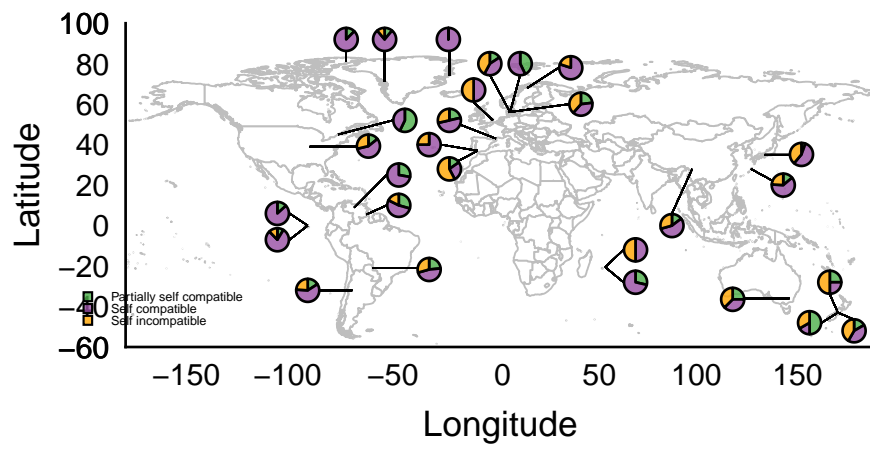 100
80
60
40
20
0
−20
−40
−60
Latitude
Partially self compatible
Self compatible
Self incompatible
−150 −100 −50 0 50 100 150
Longitude